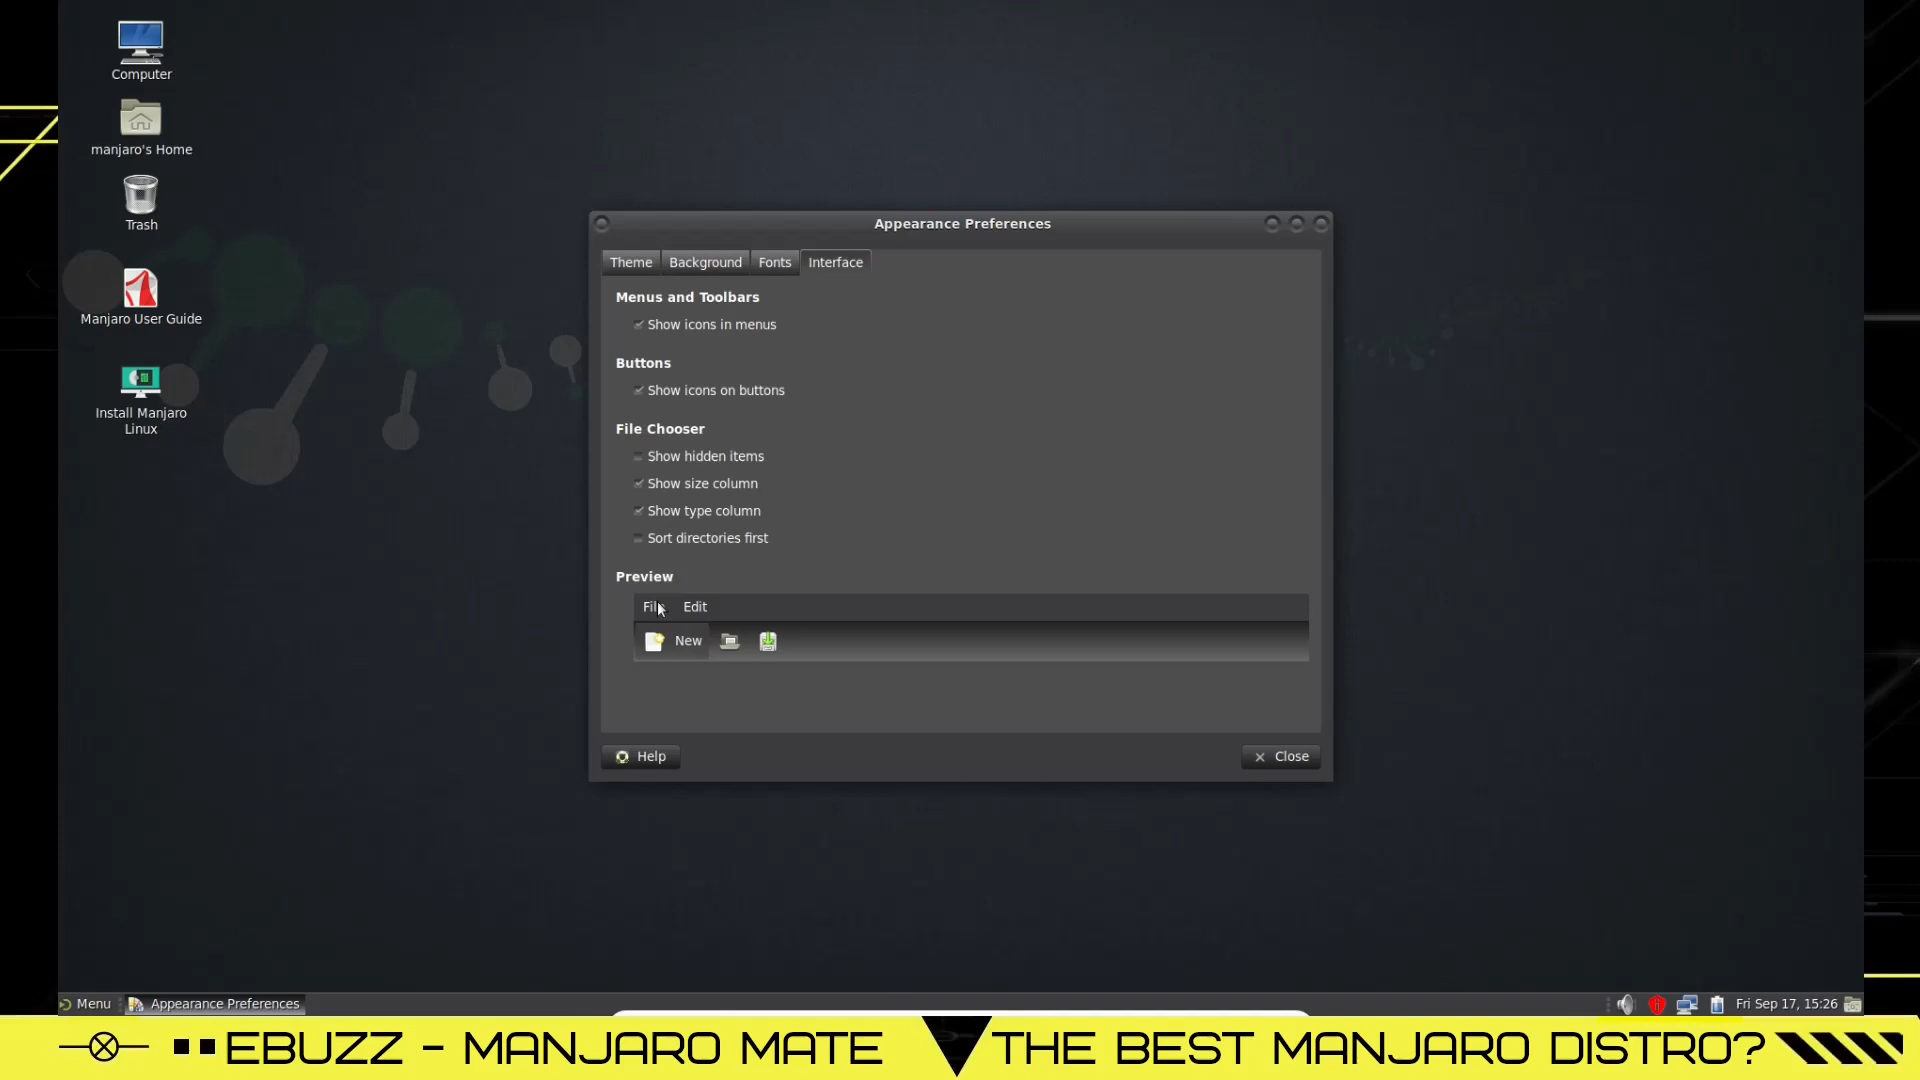 Computer
manjaro's Home
Trash
Manjaro User Guide
Install Manjaro
Linux
Appearance Preferences
Theme Background Fonts Interface
Menus and Toolbars
Show icons in menus
Buttons
Show icons on buttons
File Chooser
Show hidden items
Show size column
Show type column
Sort directories first
Preview
File Edit
New
Help Close
Menu Appearance Preferences Fri Sep 17, 15:26
EBUZZ - MANJARO MATE THE BEST MANJARO DISTRO?